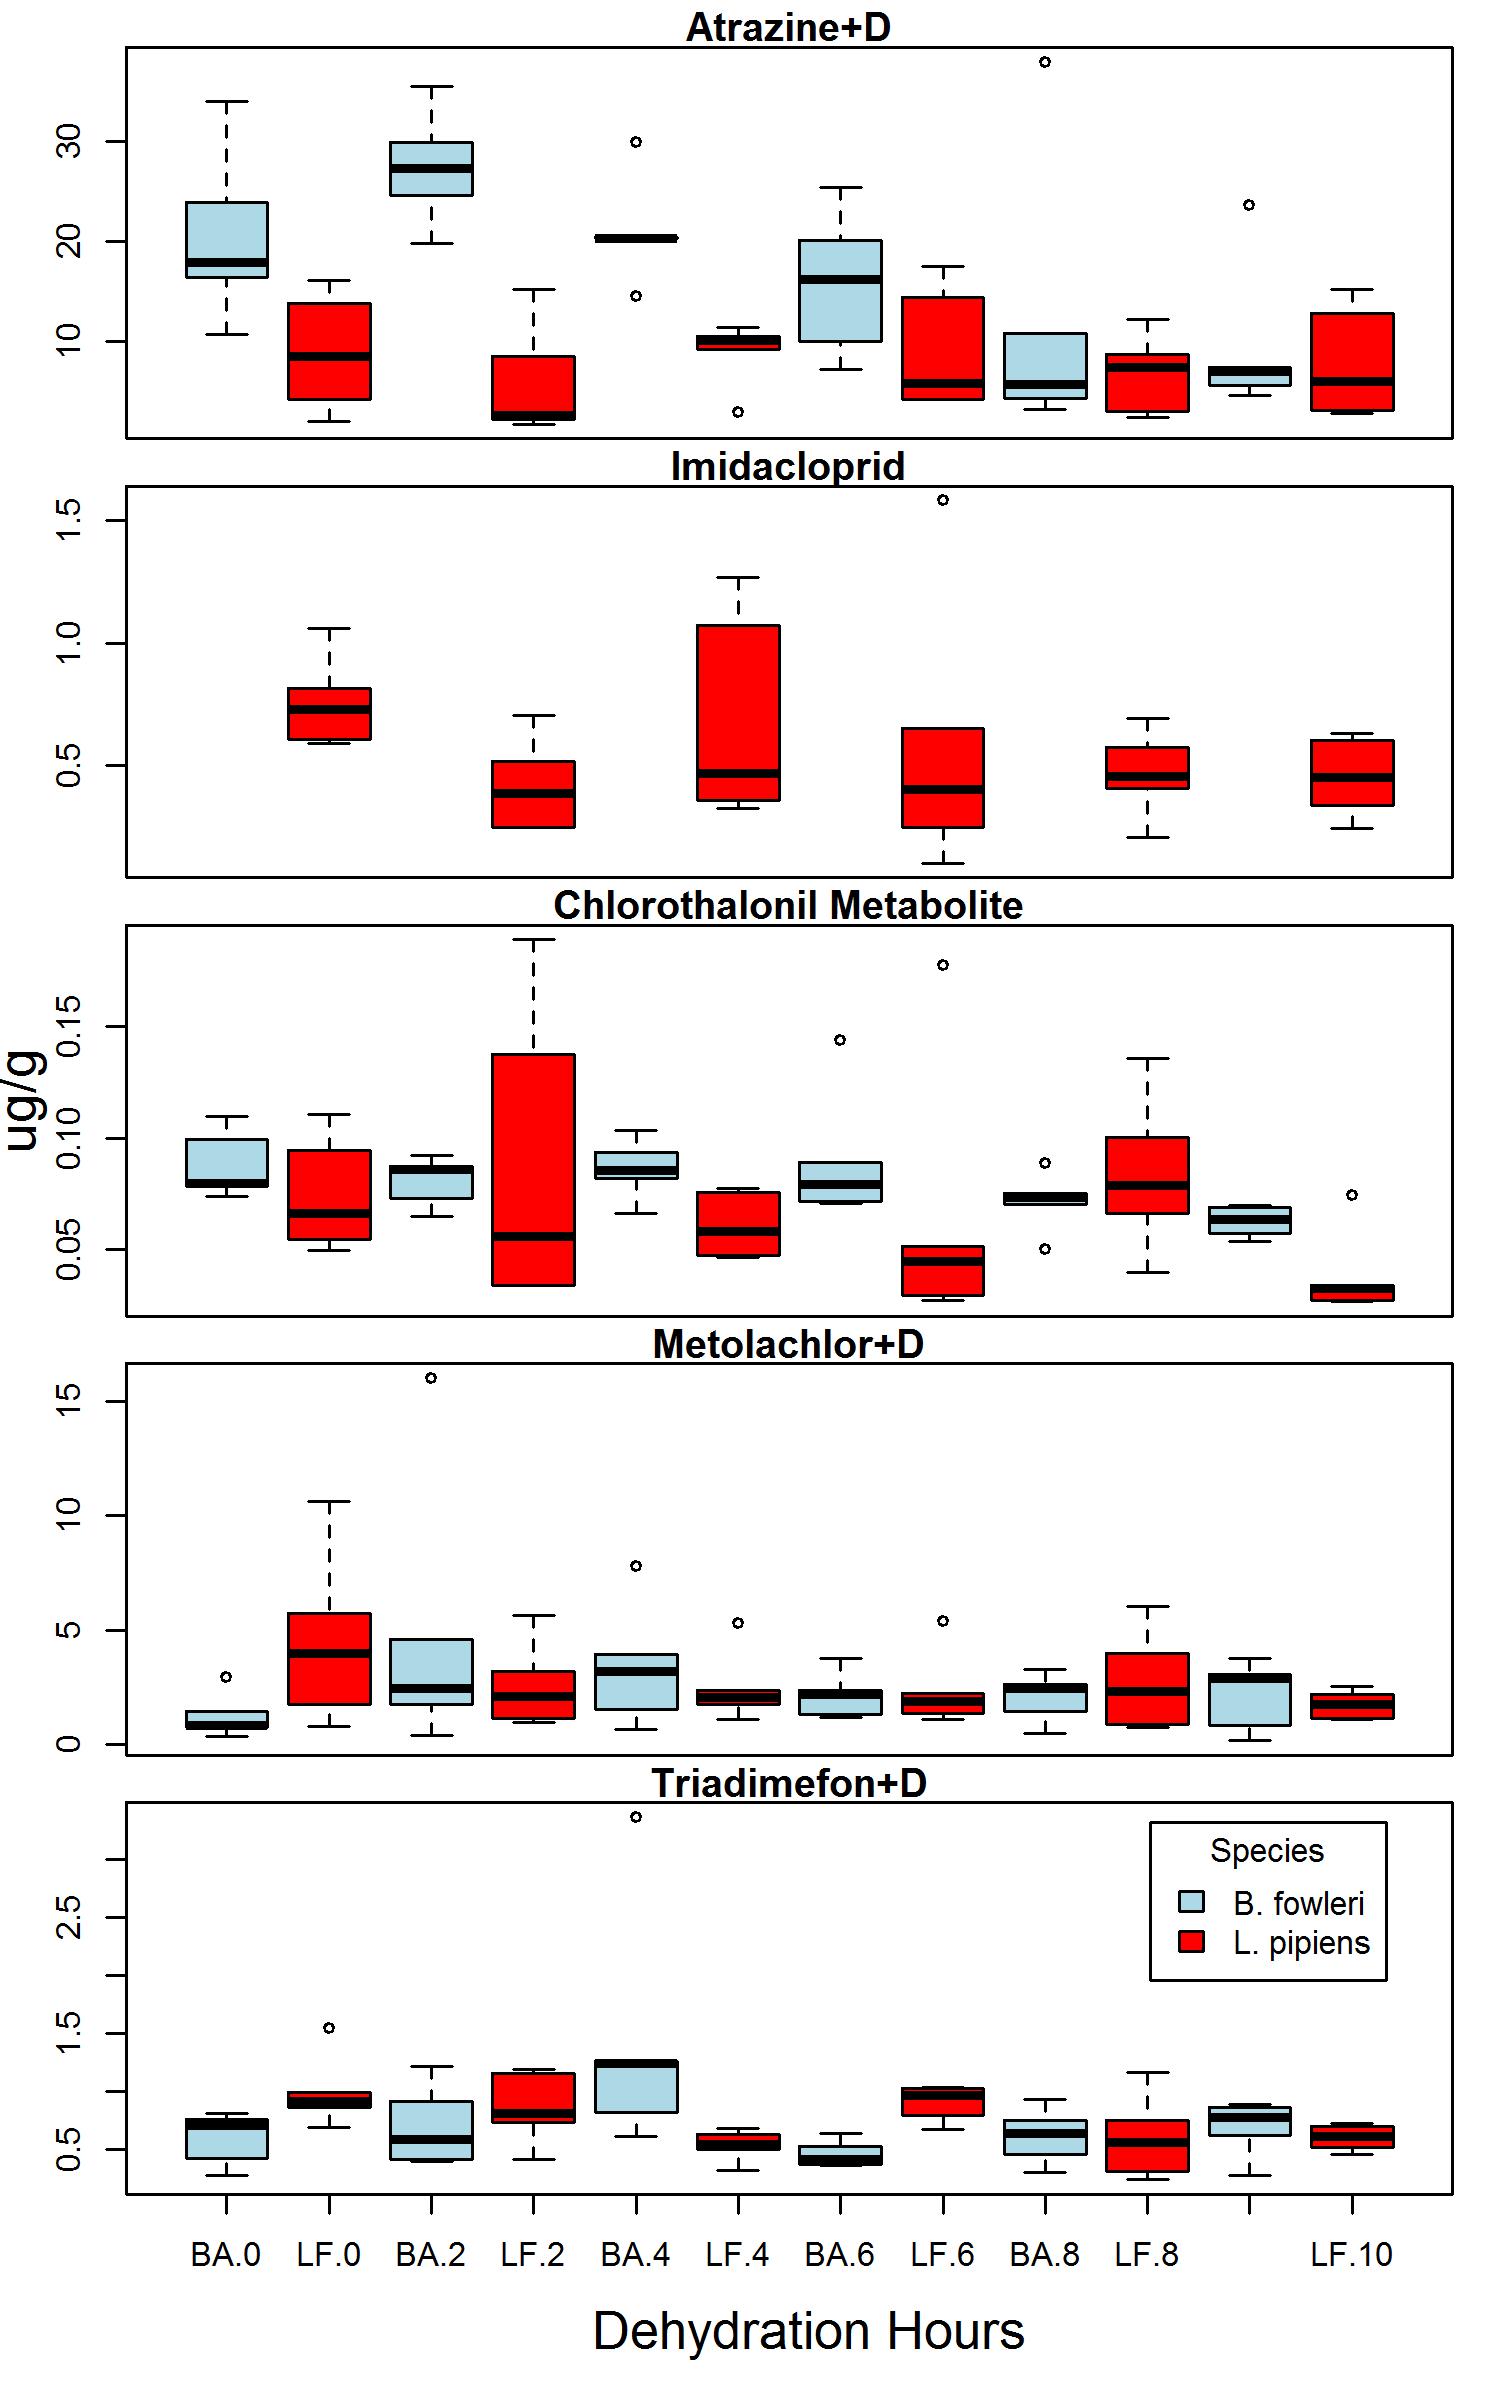 Atrazine+D
30
20
10
Imidacloprid
1.5
1.0
0.5
Chlorothalonil Metabolite
0.15
0.10
0.05
ug/g
Metolachlor+D
15
10
5
0
Triadimefon+D
2.5
1.5
0.5
Species
B. fowleri
L. pipiens
BA.0 LF.0 BA.2 LF.2 BA.4 LF.4 BA.6 LF.6 BA.8 LF.8 LF.10
Dehydration Hours